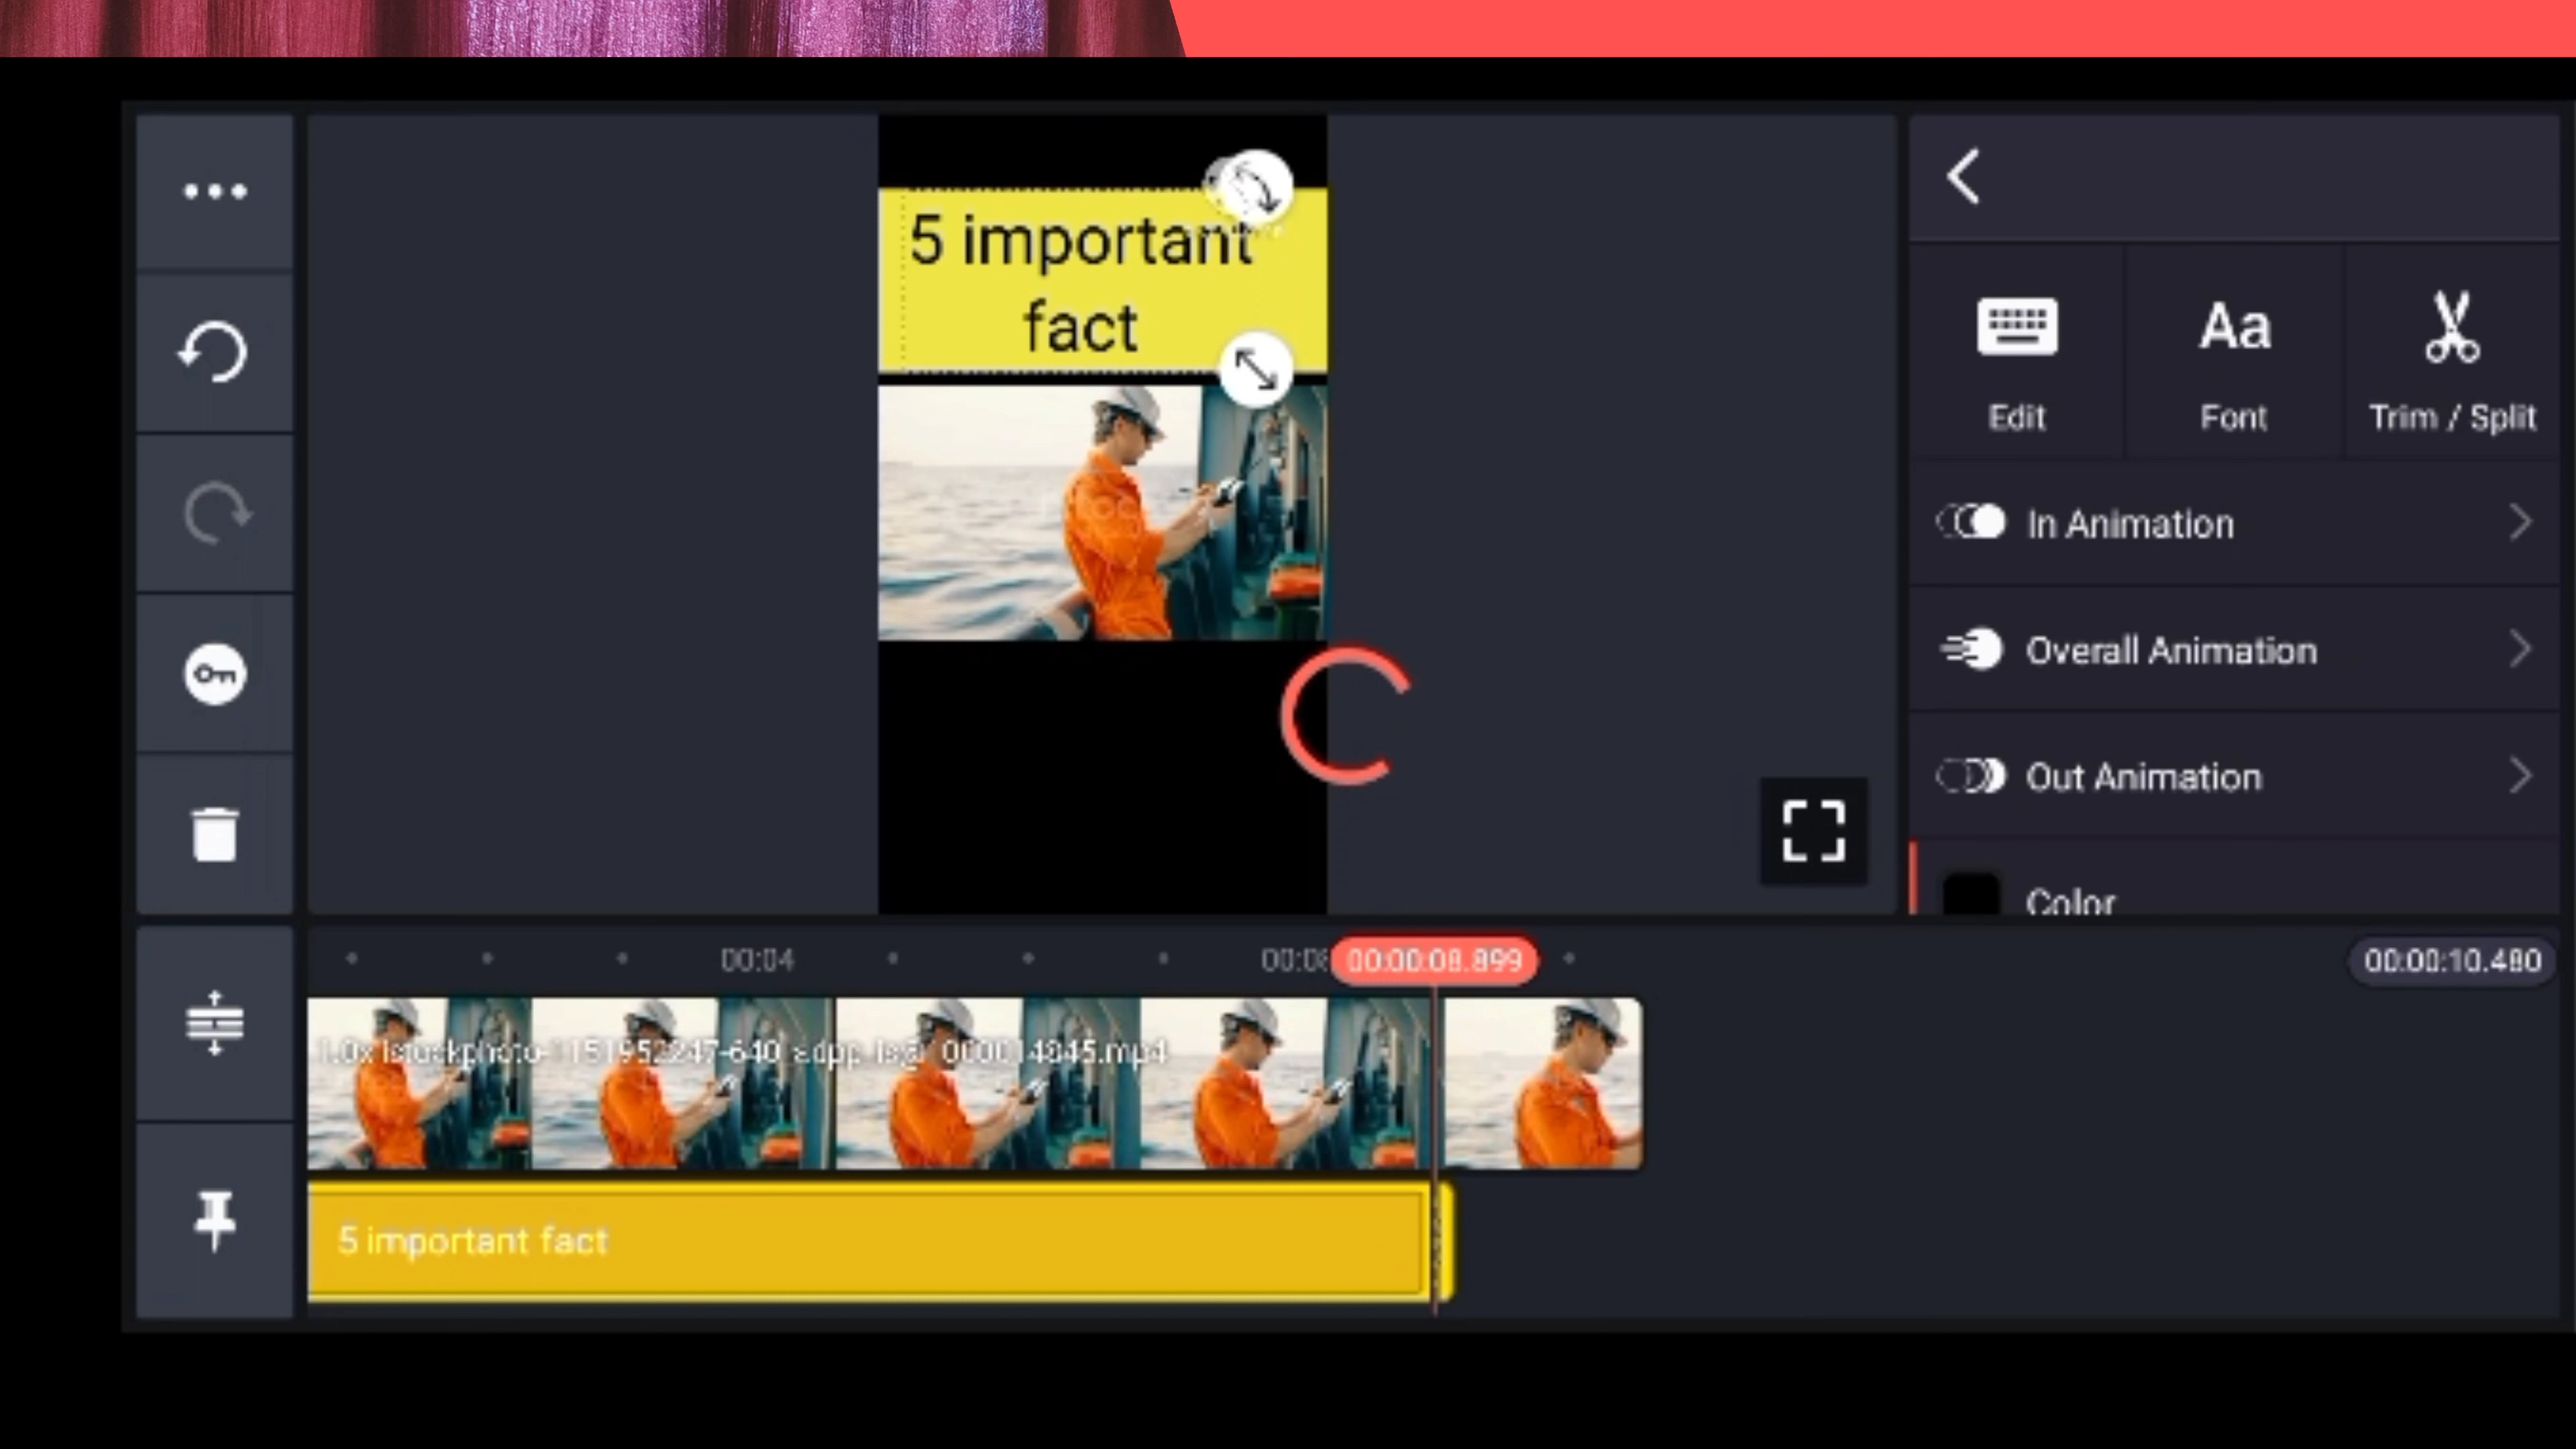 5 important
fact
Edit
Aa
Font
Trim / Split
In Animation
Overall Animation
Out Animation
Color
00:04
00:00:08.899
00:00:10.480
5 important fact